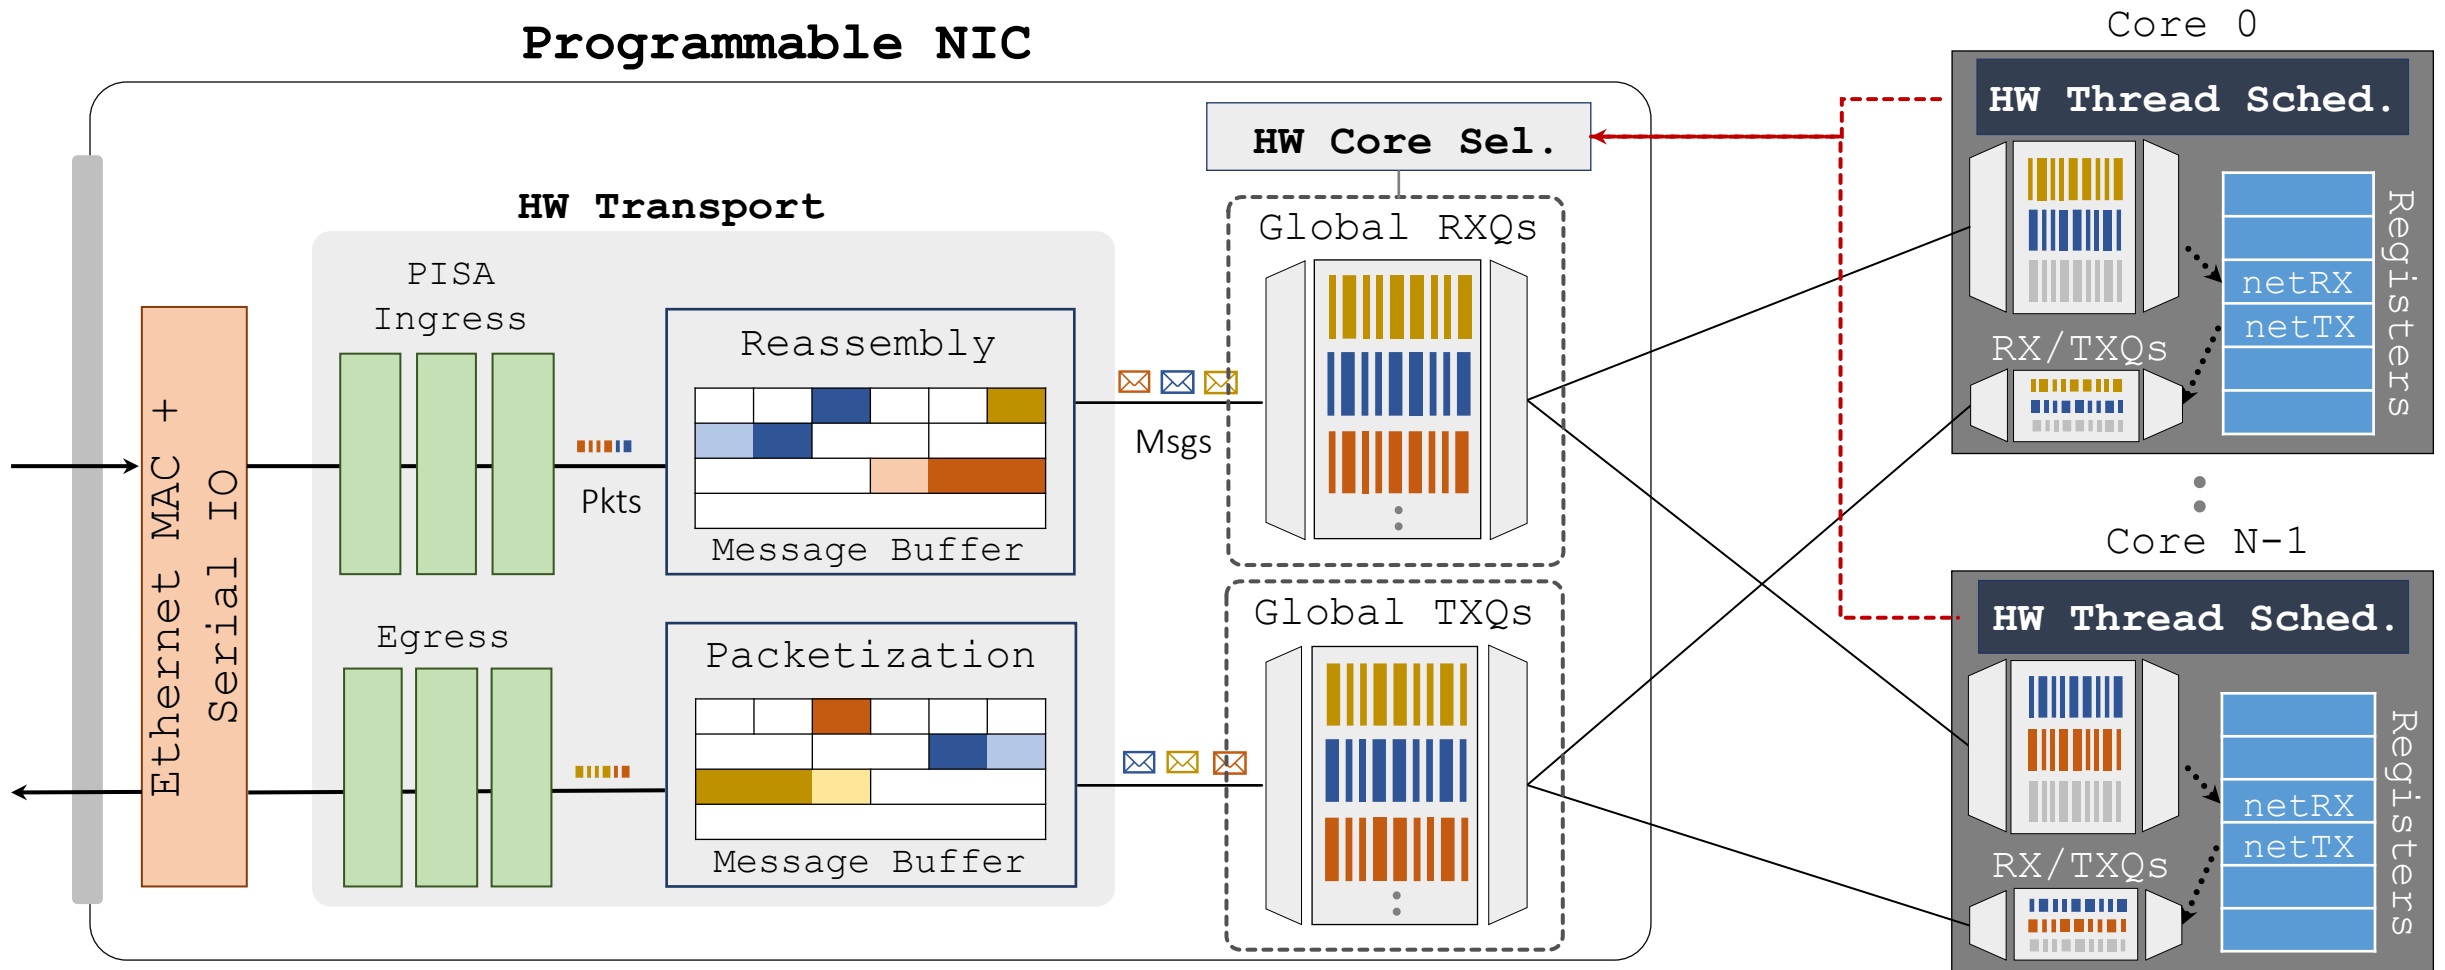 Programmable NIC
Core 0
HW Thread Sched.
HW Core Sel.
HW Transport
Global RXQs
Registers
PISA
Ingress
netRX
netTX
Reassembly
RX/TXQs
Ethernet MAC +
Serial IO
Msgs
Pkts
Message Buffer
Core N-1
Global TXQs
HW Thread Sched.
Egress
Packetization
Registers
netRX
netTX
Message Buffer
RX/TXQs